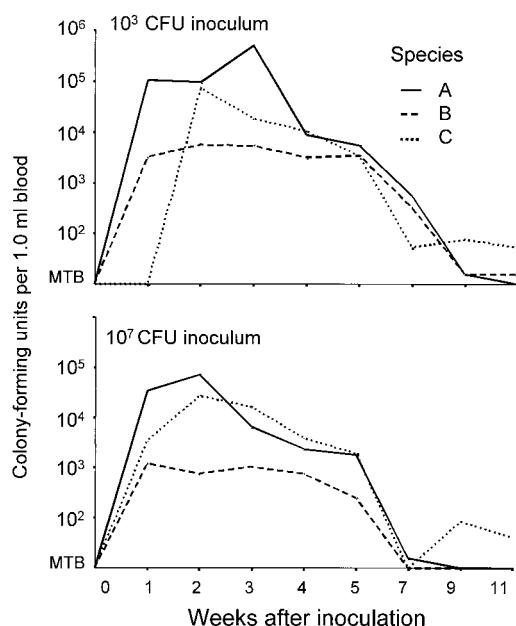 10⁶
10³ CFU inoculum
Species
A
B
C
10⁵
10⁴
10³
10²
MTB
Colony-forming units per 1.0 ml blood
10⁷ CFU inoculum
10⁵
10⁴
10³
10²
MTB
0 1 2 3 4 5 7 9 11
Weeks after inoculation